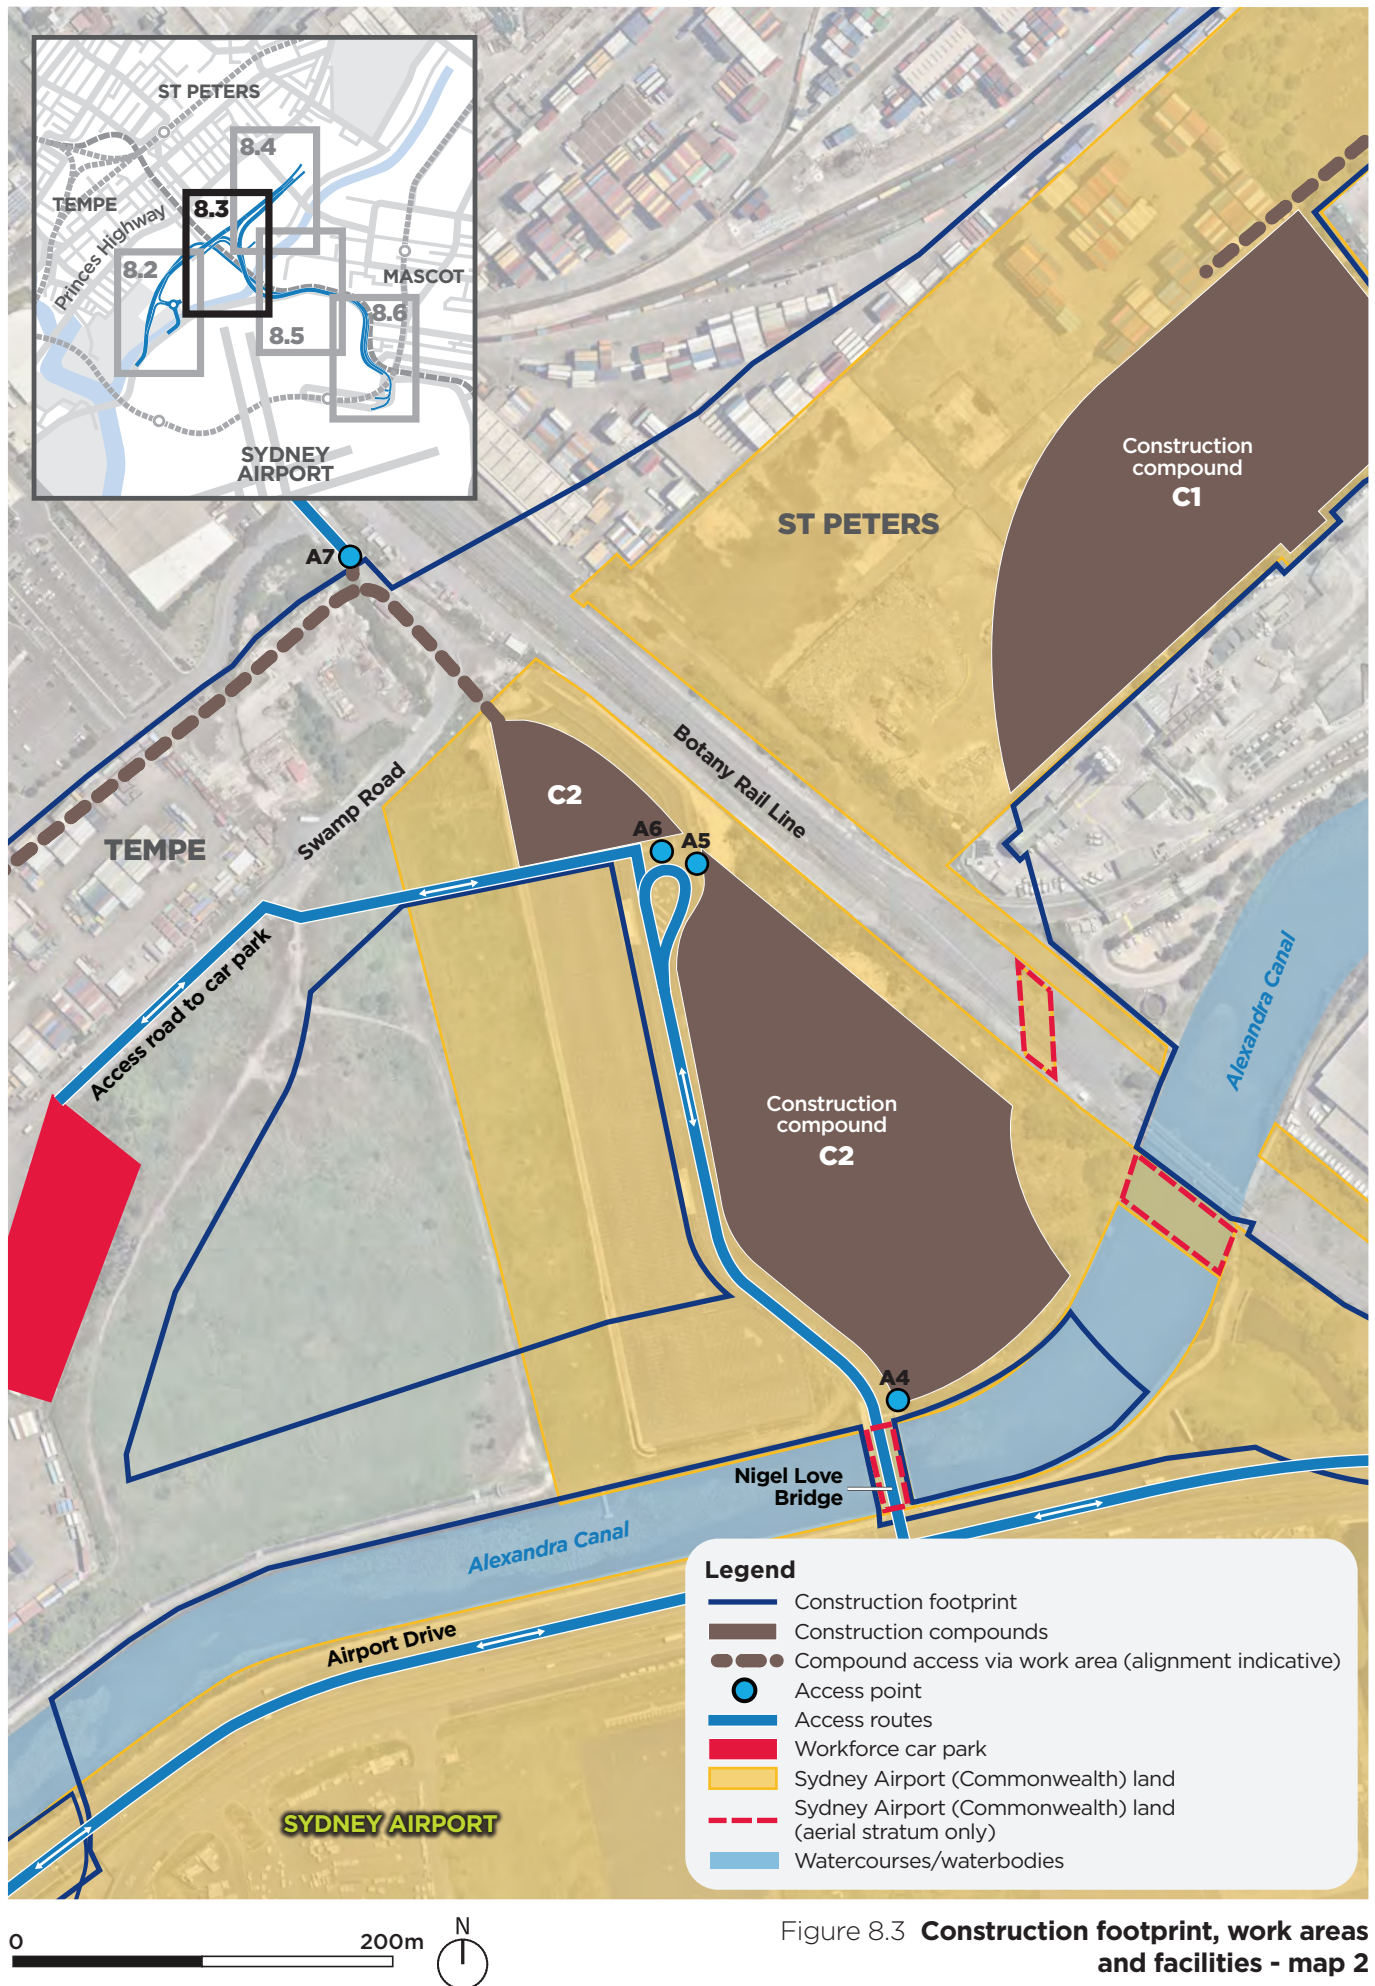 ST PETERS
8.4
TEMPE
8.3
Princes Highway
8.2
MASCOT
8.6
8.5
SYDNEY
AIRPORT
Construction
compound
C1
ST PETERS
A7
Botany Rail Line
Swamp Road
C2
A6
A5
TEMPE
Access road to car park
Alexandra Canal
Construction
compound
C2
A4
Nigel Love
Bridge
Alexandra Canal
Airport Drive
SYDNEY AIRPORT
Legend
Construction footprint
Construction compounds
Compound access via work area (alignment indicative)
Access point
Access routes
Workforce car park
Sydney Airport (Commonwealth) land
Sydney Airport (Commonwealth) land
(aerial stratum only)
Watercourses/waterbodies
0 200m
N
Figure 8.3 Construction footprint, work areas
and facilities - map 2